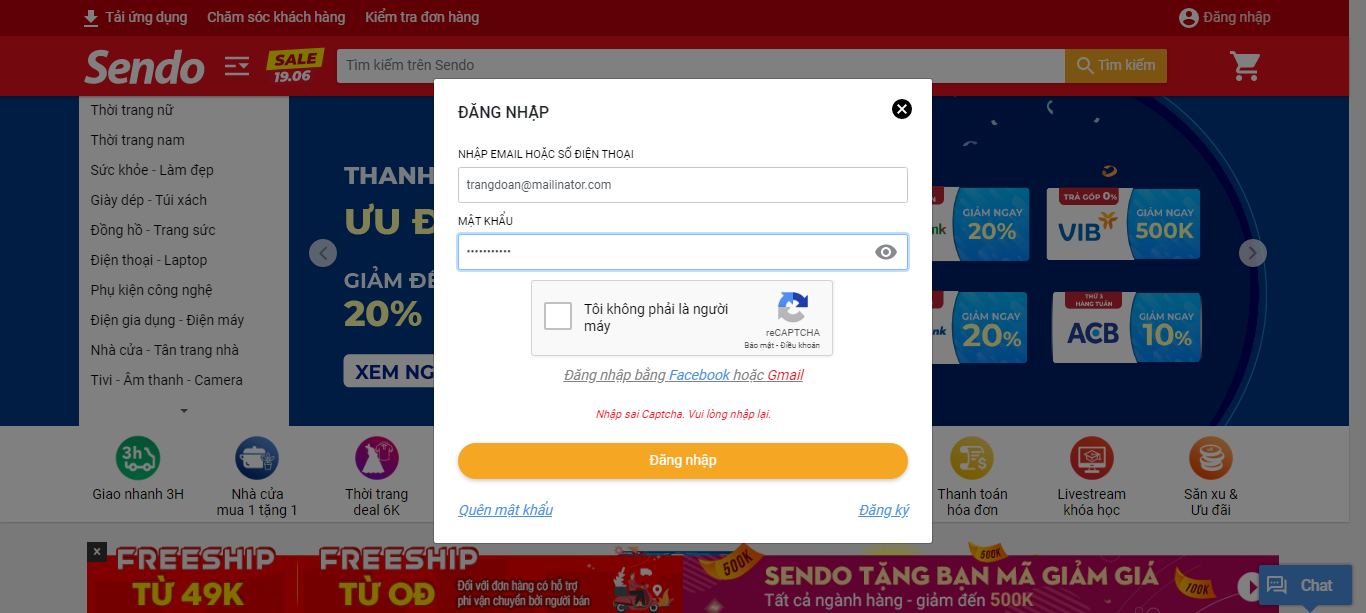 Tải ứng dụng Chăm sóc khách hàng Kiểm tra đơn hàng Đăng nhập
Sendo SALE 19.06 Tìm kiếm trên Sendo Tìm kiếm
Thời trang nữ
Thời trang nam
Sức khỏe - Làm đẹp
Giày dép - Túi xách
Đồng hồ - Trang sức
Điện thoại - Laptop
Phụ kiện công nghệ
Điện gia dụng - Điện máy
Nhà cửa - Tân trang nhà
Tivi - Âm thanh - Camera
THANH
ƯU Đ
GIẢM ĐẾ
20%
XEM NG
ĐĂNG NHẬP
NHẬP EMAIL HOẶC SỐ ĐIỆN THOẠI
trangdoan@mailinator.com
MẬT KHẨU
•••••••••••
Tôi không phải là người
máy
reCAPTCHA
Bảo mật - Điều khoản
Đăng nhập bằng Facebook hoặc Gmail
Nhập sai Captcha. Vui lòng nhập lại.
Đăng nhập
Quên mật khẩu Đăng ký
nk
GIẢM NGAY
20%
TRẢ GÓP 0%
VIB
GIẢM NGAY
500K
nk
GIẢM NGAY
20%
THỨ 3
HÀNG TUẦN
ACB
GIẢM NGAY
10%
3h
Giao nhanh 3H
Nhà cửa
mua 1 tặng 1
Thời trang
deal 6K
Thanh toán
hóa đơn
Livestream
khóa học
Săn xu &
Ưu đãi
FREESHIP
TỪ 49K
FREESHIP
TỪ 0Đ
Đối với đơn hàng có hỗ trợ
phí vận chuyển bởi người bán
500K
SENDO TẶNG BẠN MÃ GIẢM GIÁ
Tất cả ngành hàng - giảm đến 500K
500K
100K
Chat